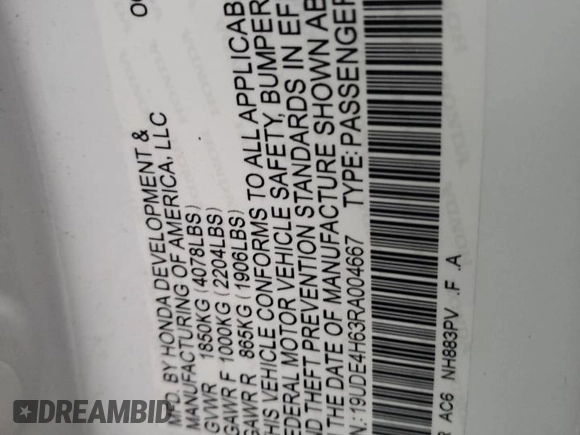 MFD. BY HONDA DEVELOPMENT &
MANUFACTURING OF AMERICA, LLC
GVWR 1850KG (4078LBS)
GAWR F 1000KG (2204LBS)
GAWR R 865KG (1906LBS)
THIS VEHICLE CONFORMS TO ALL APPLICAB
FEDERAL MOTOR VEHICLE SAFETY, BUMPER
AND THEFT PREVENTION STANDARDS IN EF
THE DATE OF MANUFACTURE SHOWN AB
.:19UDE4H63RA004667 TYPE:PASSENGER
R AC6 NH883PV .F .A
DREAMBID